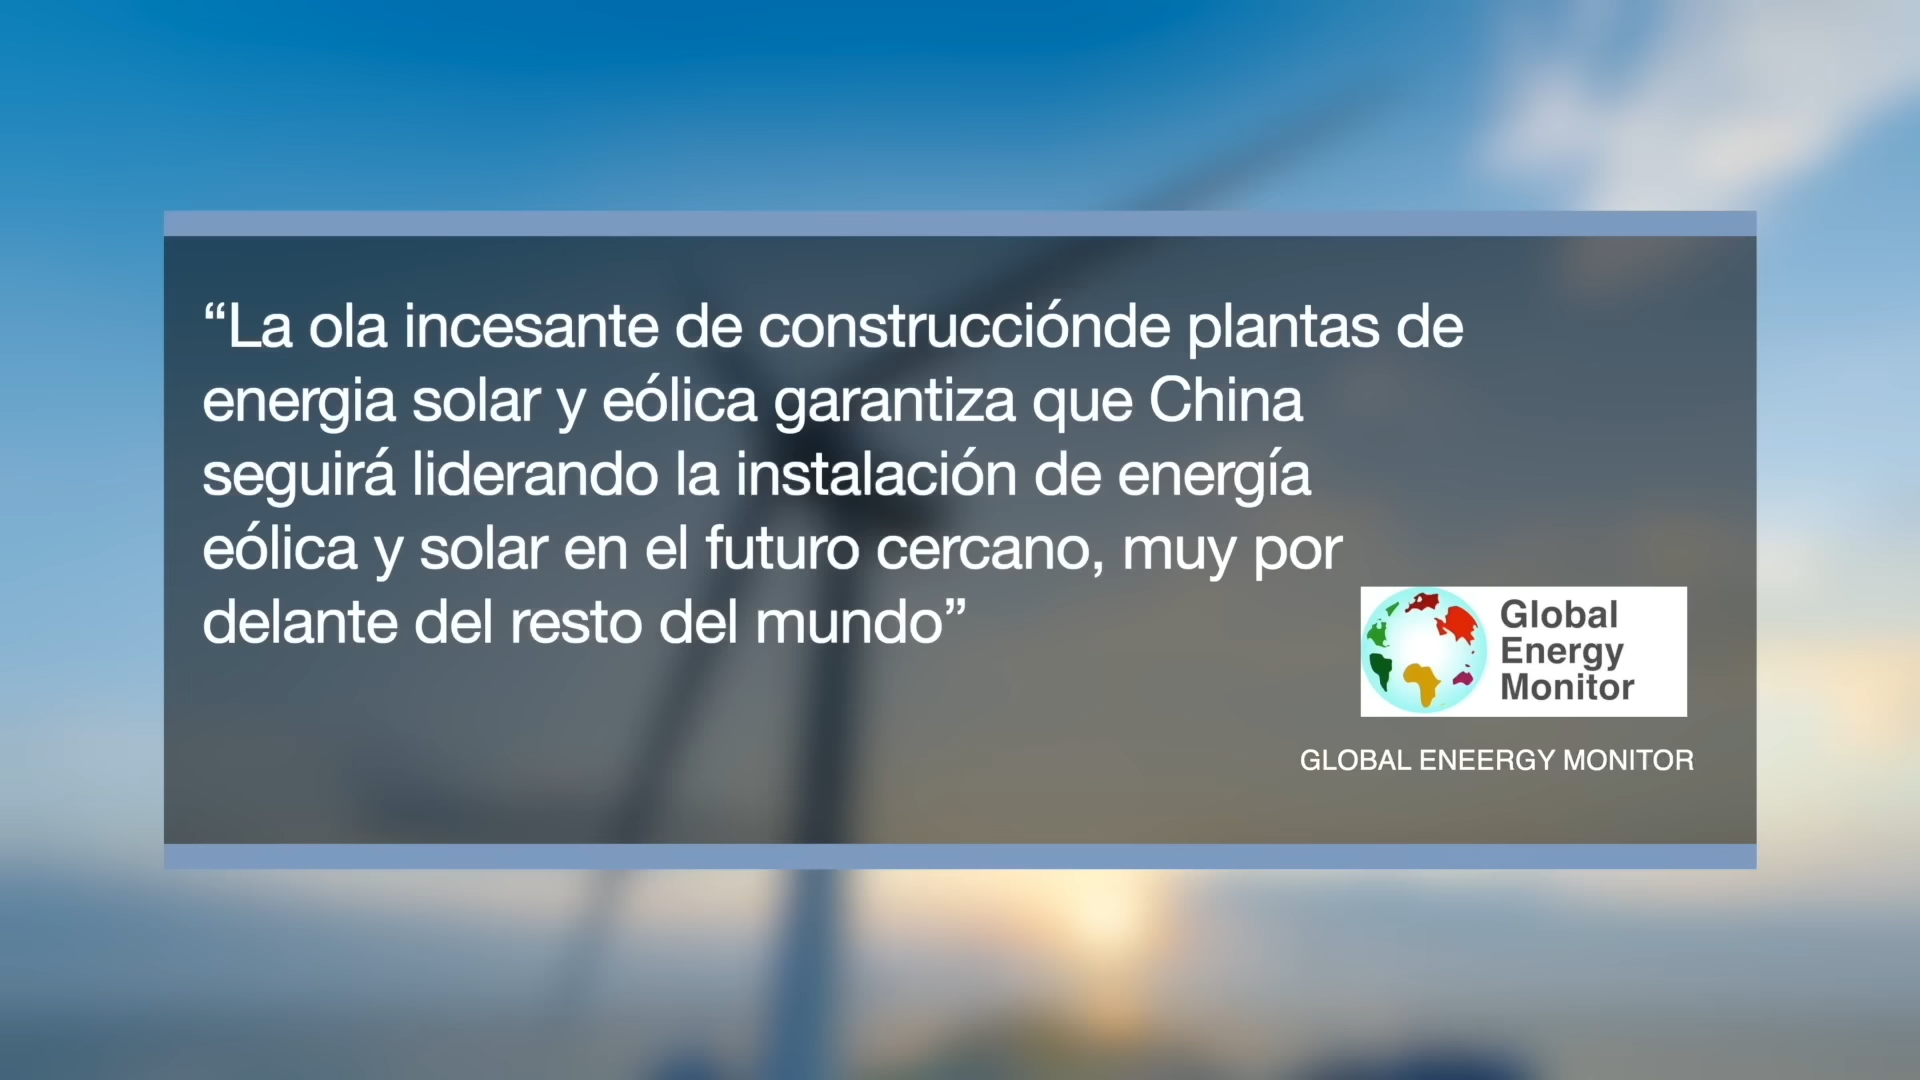 “La ola incesante de construcciónde plantas de
energia solar y eólica garantiza que China
seguirá liderando la instalación de energía
eólica y solar en el futuro cercano, muy por
delante del resto del mundo”
Global
Energy
Monitor
GLOBAL ENEERGY MONITOR